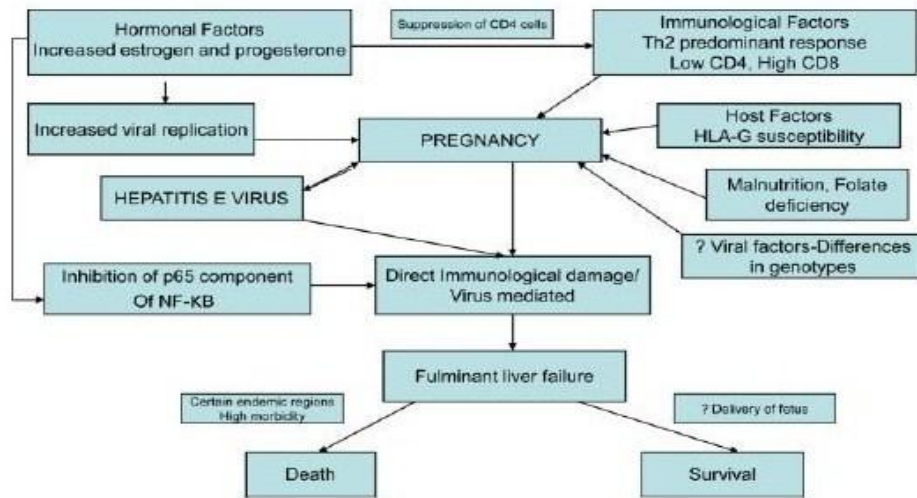 Hormonal Factors
Increased estrogen and progesterone
Suppression of CD4 cells
Immunological Factors
Th2 predominant response
Low CD4, High CD8
Increased viral replication
PREGNANCY
Host Factors
HLA-G susceptibility
HEPATITIS E VIRUS
Malnutrition, Folate
deficiency
? Viral factors-Differences
in genotypes
Inhibition of p65 component
Of NF-KB
Direct Immunological damage/
Virus mediated
Fulminant liver failure
Certain endemic regions
High morbidity
? Delivery of fetus
Death
Survival